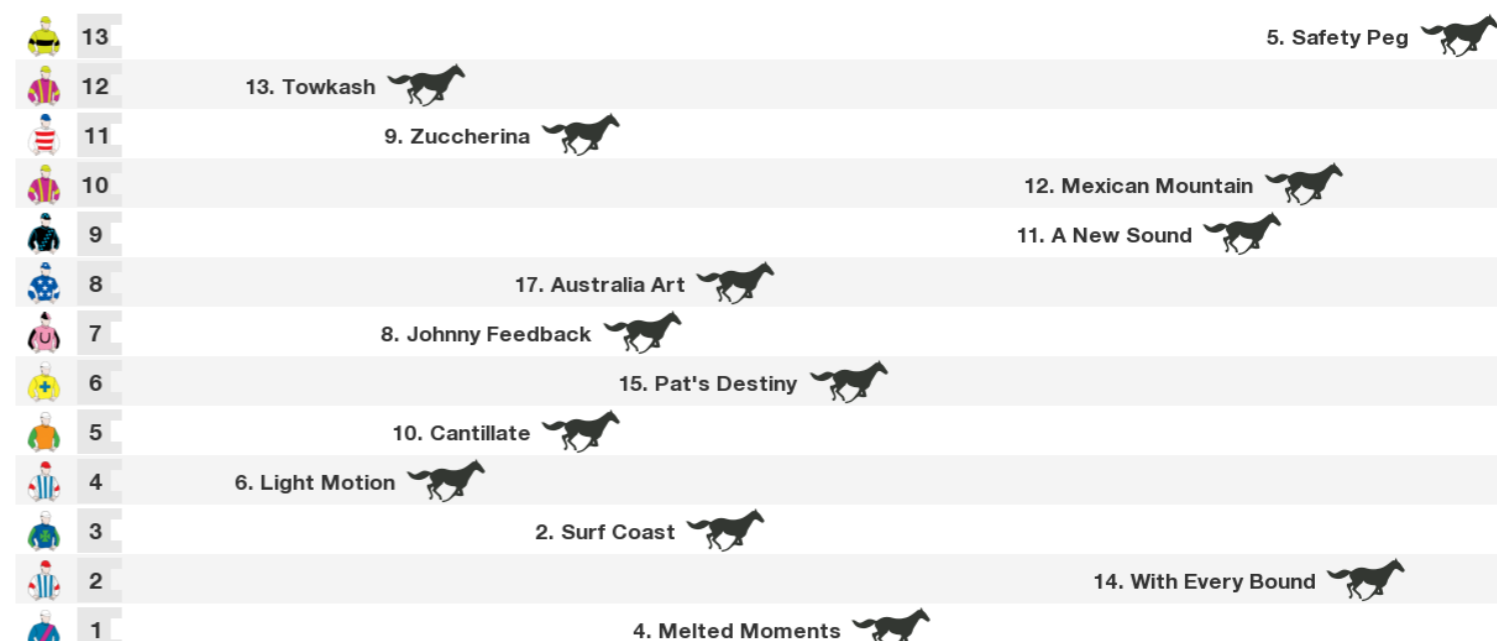 13 5. Safety Peg
12 13. Towkash
11 9. Zuccherina
10 12. Mexican Mountain
9 11. A New Sound
8 17. Australia Art
7 8. Johnny Feedback
6 15. Pat's Destiny
5 10. Cantillate
4 6. Light Motion
3 2. Surf Coast
2 14. With Every Bound
1 4. Melted Moments